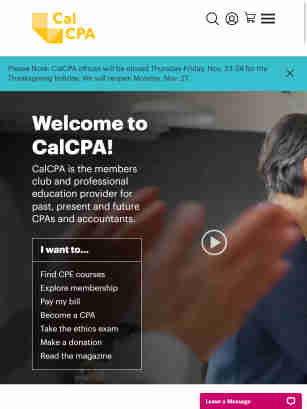 Cal
CPA
Please Note: CalCPA offices will be closed Thursday-Friday, Nov. 23-24 for the
Thanksgiving holiday. We will reopen Monday, Nov. 27.
Welcome to
CalCPA!
CalCPA is the members
club and professional
education provider for
past, present and future
CPAs and accountants.
I want to...
Find CPE courses
Explore membership
Pay my bill
Become a CPA
Take the ethics exam
Make a donation
Read the magazine
Leave a Message